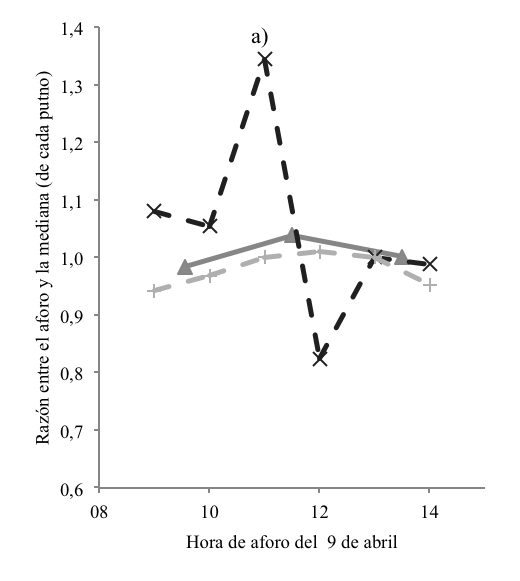 a)
1,4
1,3
1,2
1,1
1,0
0,9
0,8
0,7
0,6
Razón entre el aforo y la mediana (de cada putno)
08 10 12 14
Hora de aforo del 9 de abril